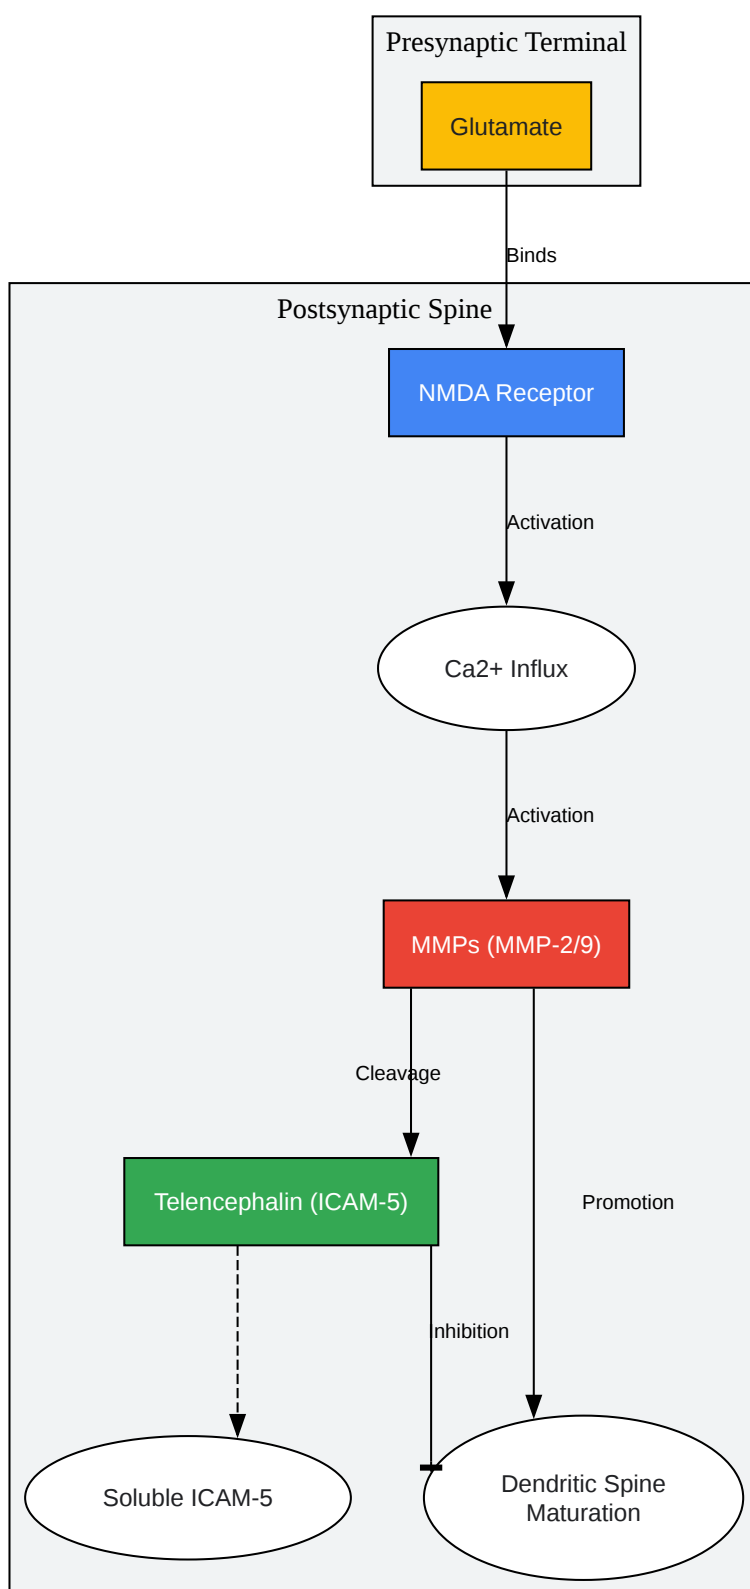 Presynaptic Terminal
Glutamate
Binds
Postsynaptic Spine
NMDA Receptor
Activation
Ca2+ Influx
Activation
MMPs (MMP-2/9)
Cleavage
Telencephalin (ICAM-5)
Promotion
Inhibition
Soluble ICAM-5
Dendritic Spine
Maturation